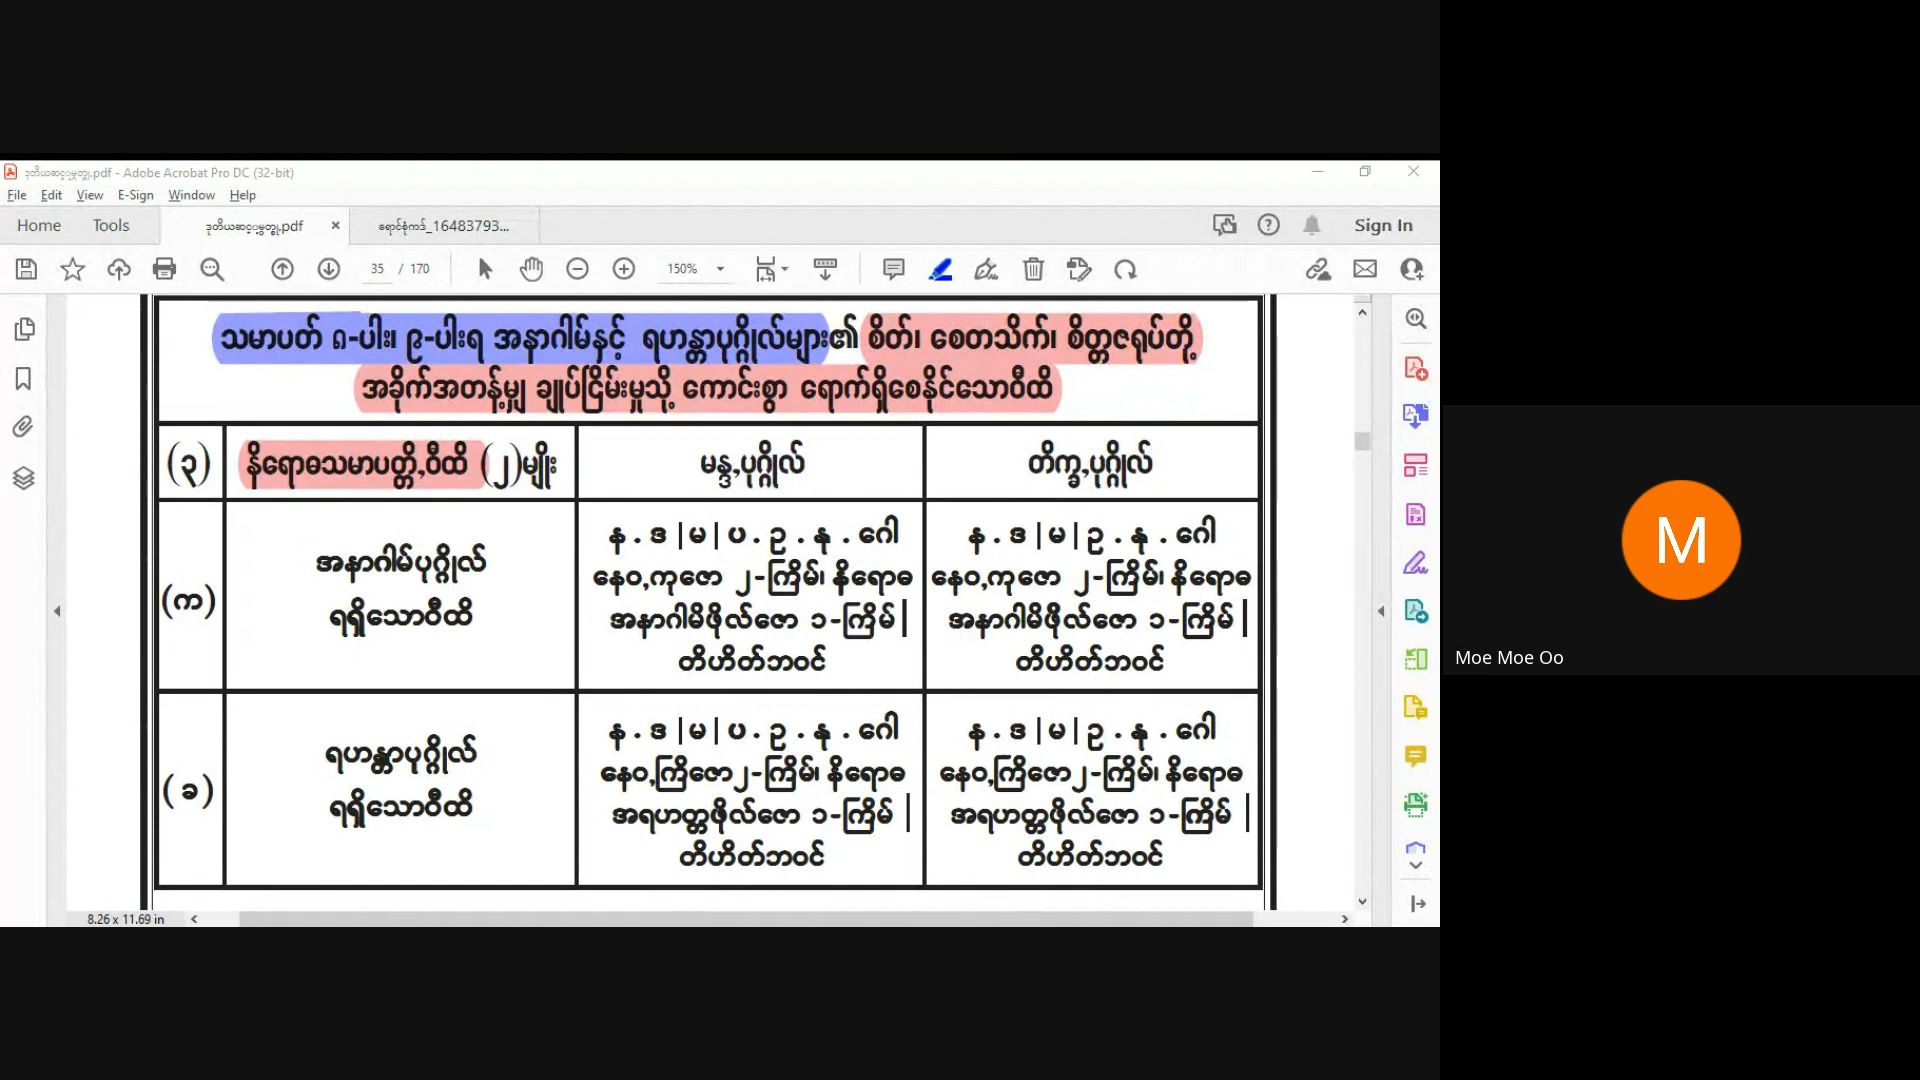 .pdf - Adobe Acrobat Pro DC (32-bit)
File Edit View E-Sign Window Help
Home Tools .pdf _16483793... Sign In
35 / 170 150%
သမာပတ် ၈-ပါး၊ ၉-ပါးရ အနာဂါမ်နှင့် ရဟန္တာပုဂ္ဂိုလ်များ၏ စိတ်၊ စေတသိက်၊ စိတ္တဇရုပ်တို့
အခိုက်အတန့်မျှ ချုပ်ငြိမ်းမှုသို့ ကောင်းစွာ ရောက်ရှိစေနိုင်သောဝီထိ
(၃) နိရောဓသမာပတ္တိ,ဝီထိ (၂)မျိုး မန္ဒ,ပုဂ္ဂိုလ် တိက္ခ,ပုဂ္ဂိုလ်
(က) အနာဂါမ်ပုဂ္ဂိုလ်
ရရှိသောဝီထိ
န . ဒ |မ | ပ . ဥ . နု . ဂေါ
နေဝ,ကုဇော ၂-ကြိမ်၊ နိရောဓ
အနာဂါမိဖိုလ်ဇော ၁-ကြိမ် |
တိဟိတ်ဘဝင်
န . ဒ |မ | ဥ . နု . ဂေါ
နေဝ,ကုဇော ၂-ကြိမ်၊ နိရောဓ
အနာဂါမိဖိုလ်ဇော ၁-ကြိမ် |
တိဟိတ်ဘဝင်
(ခ) ရဟန္တာပုဂ္ဂိုလ်
ရရှိသောဝီထိ
န . ဒ |မ | ပ . ဥ . နု . ဂေါ
နေဝ,ကြိဇော၂-ကြိမ်၊ နိရောဓ
အရဟတ္တဖိုလ်ဇော ၁-ကြိမ် |
တိဟိတ်ဘဝင်
န . ဒ |မ | ဥ . နု . ဂေါ
နေဝ,ကြိဇော၂-ကြိမ်၊ နိရောဓ
အရဟတ္တဖိုလ်ဇော ၁-ကြိမ် |
တိဟိတ်ဘဝင်
8.26 x 11.69 in
M
Moe Moe Oo